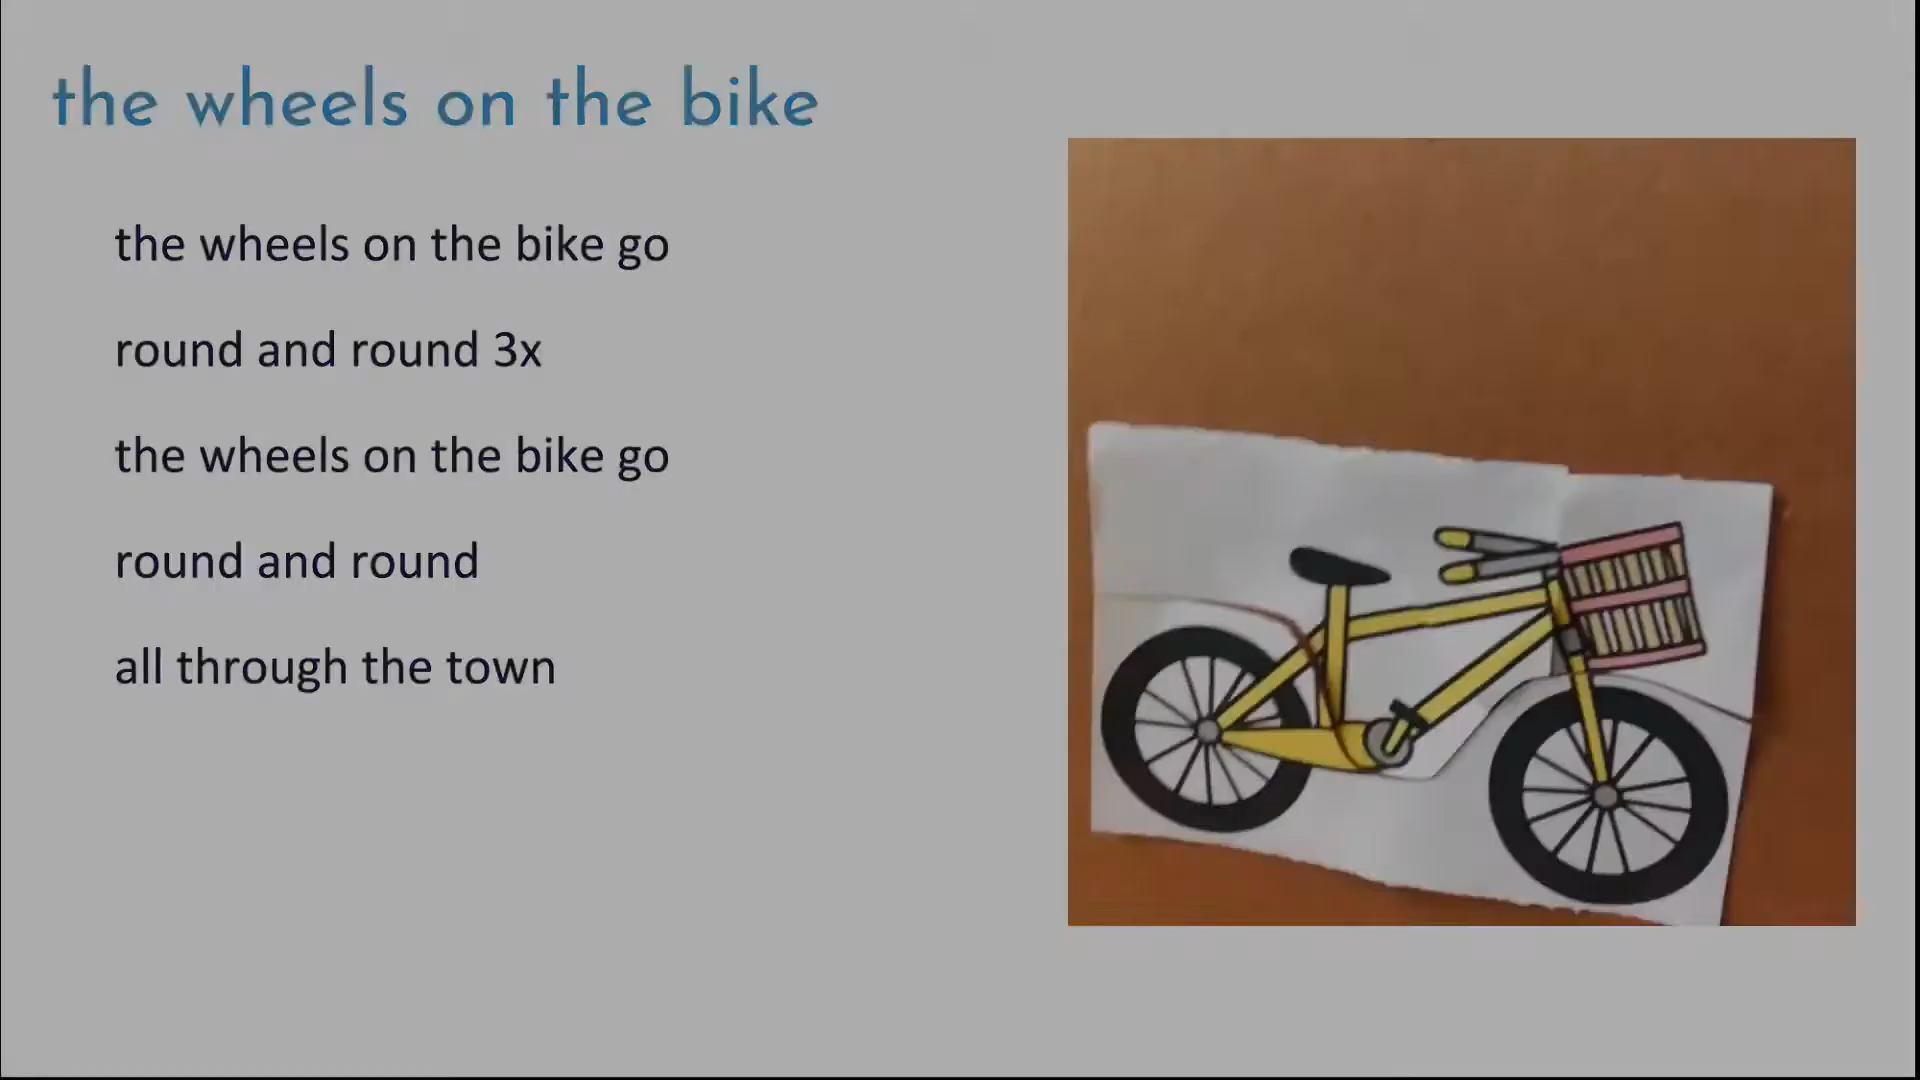 the wheels on the bike
the wheels on the bike go
round and round 3x
the wheels on the bike go
round and round
all through the town